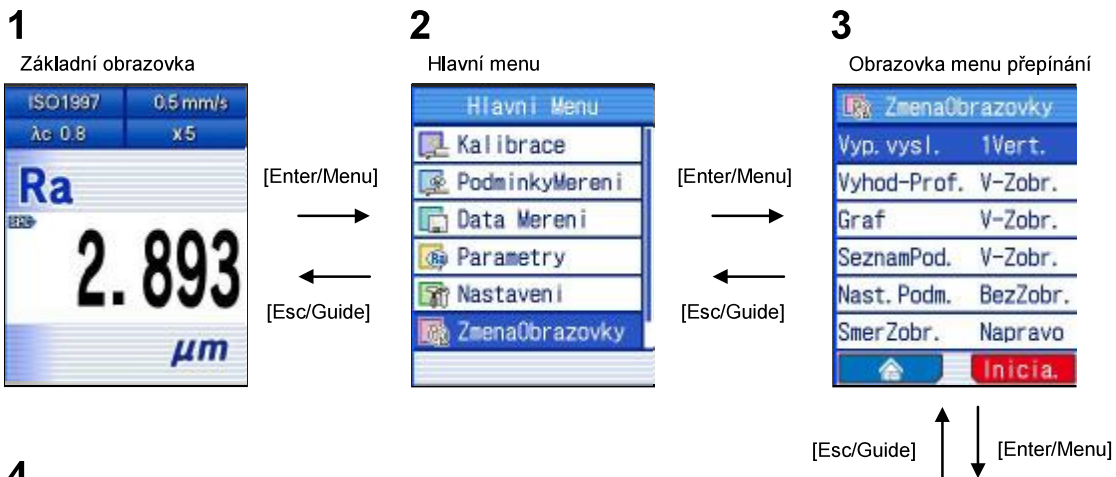 1
Základní obrazovka
ISO1997 0.5 mm/s
λc 0.8 x5
Ra
2.893
µm
[Enter/Menu]
[Esc/Guide]
2
Hlavní menu
Hlavni Menu
Kalibrace
PodminkyMereni
Data Mereni
Parametry
Nastaveni
ZmenaObrazovky
[Enter/Menu]
[Esc/Guide]
3
Obrazovka menu přepínání
ZmenaObrazovky
Vyp. vysl. 1Vert.
Vyhod-Prof. V-Zobr.
Graf V-Zobr.
SeznamPod. V-Zobr.
Nast. Podm. BezZobr.
SmerZobr. Napravo
Inicia.
[Esc/Guide] [Enter/Menu]
4